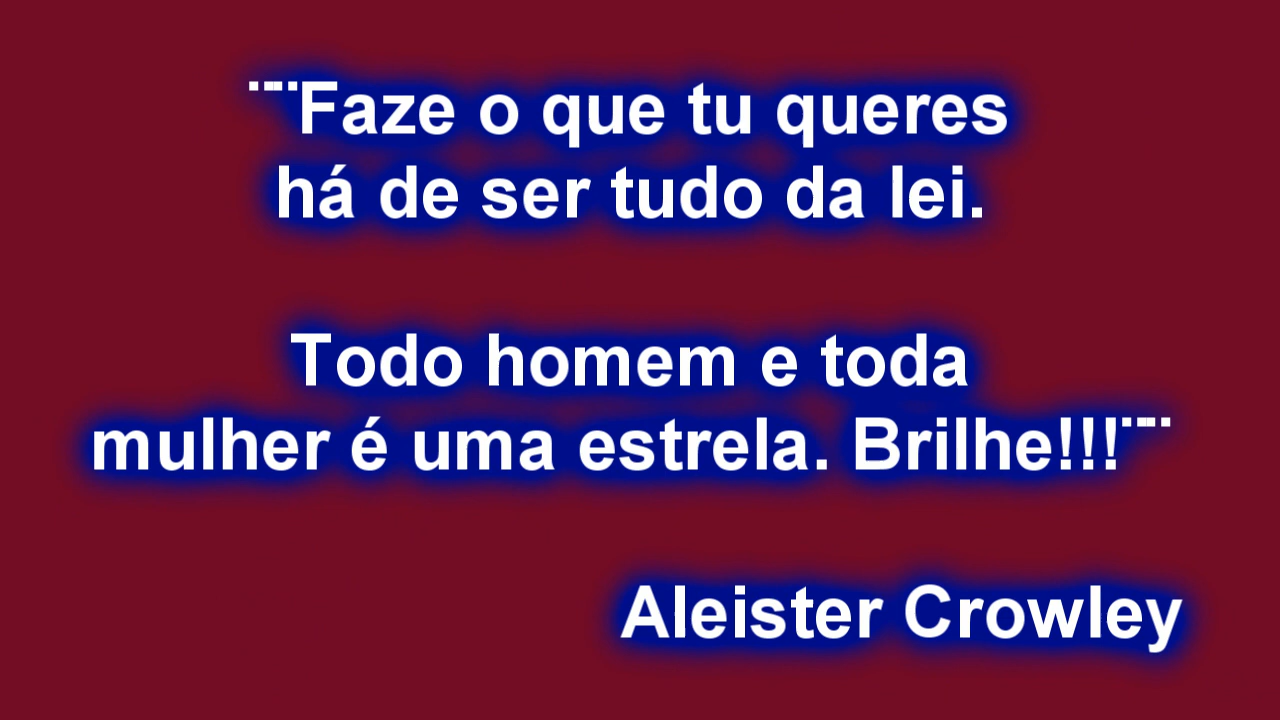 ¨¨Faze o que tu queres
há de ser tudo da lei.
Todo homem e toda
mulher é uma estrela. Brilhe!!!¨¨
Aleister Crowley